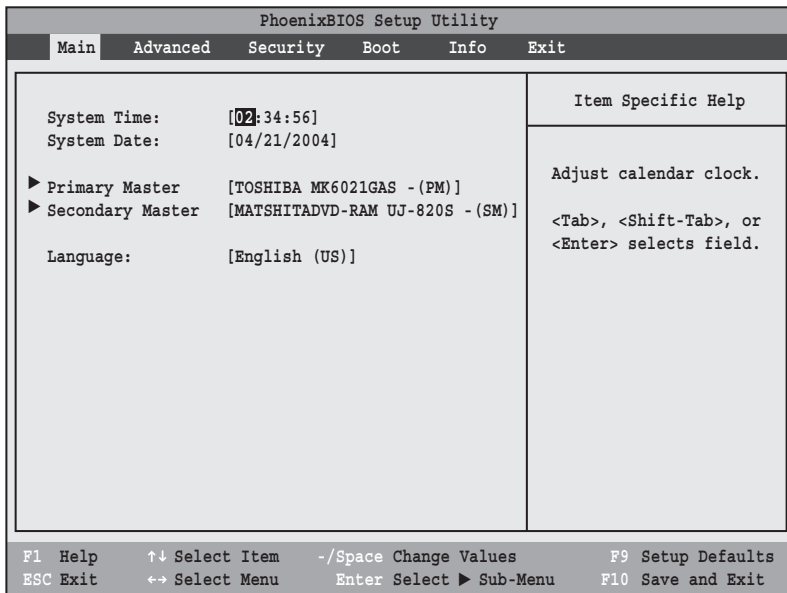 PhoenixBIOS Setup Utility
Main Advanced Security Boot Info Exit
System Time: [02:34:56]
System Date: [04/21/2004]
▶ Primary Master [TOSHIBA MK6021GAS -(PM)]
▶ Secondary Master [MATSHITADVD-RAM UJ-820S -(SM)]
Language: [English (US)]
Item Specific Help
Adjust calendar clock.
<Tab>, <Shift-Tab>, or
<Enter> selects field.
F1 Help ↑↓ Select Item -/Space Change Values F9 Setup Defaults
ESC Exit ←→ Select Menu Enter Select ▶ Sub-Menu F10 Save and Exit